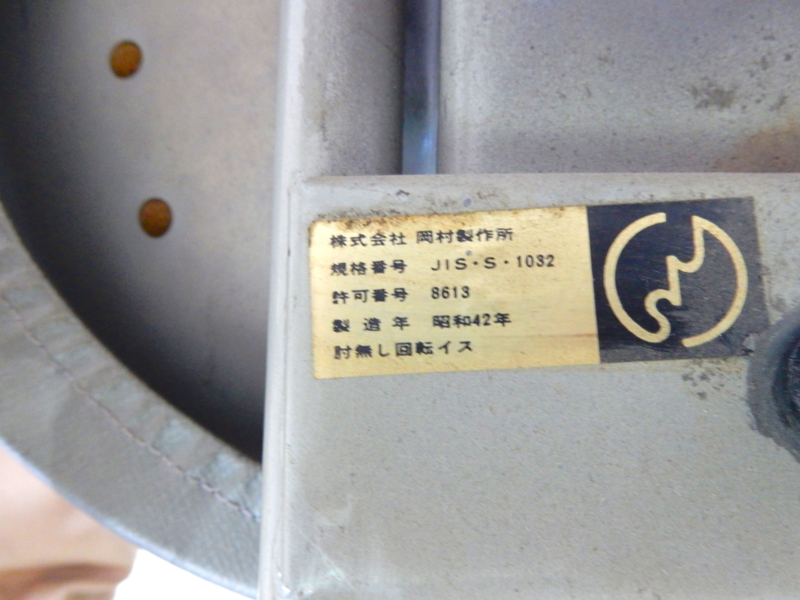 株式会社 岡村製作所
規格番号 JIS・S・1032
許可番号 8613
製造年 昭和42年
肘無し回転イス